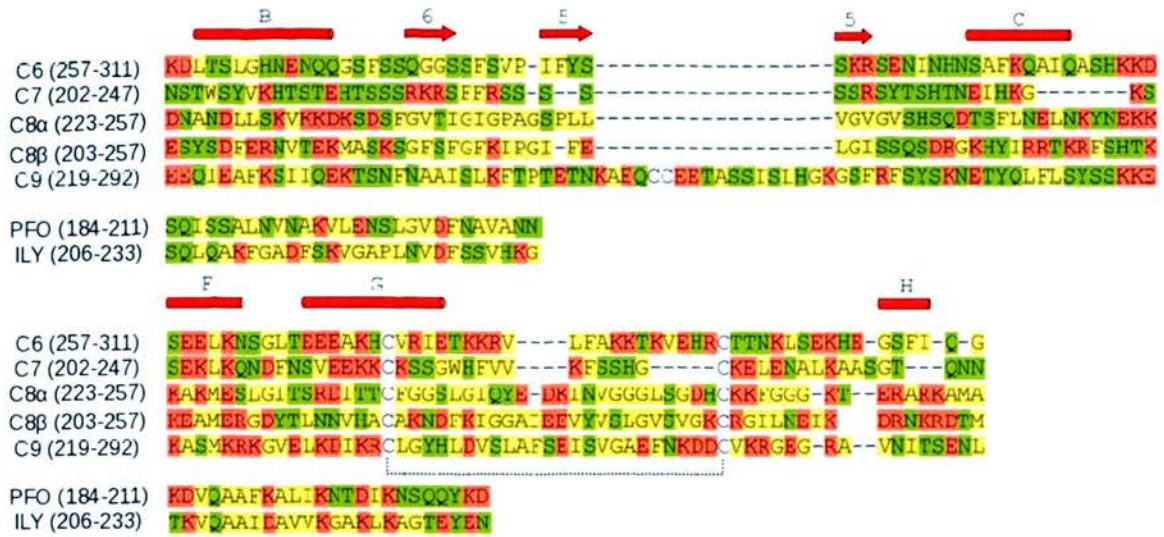 B 6 5 5 C
C6 (257-311) KDLTSLGHNENQQGSFSSQGGSSFSVP-IFYS--------------SKRSENINHNSAFKQAIQASHKKD
C7 (202-247) NSTWSYVKHTSTEHTSSSRKRSFFRSS-S--S--------------SSRSYTSHTNEIHKG------KS
C8α (223-257) DNANDLLSKVKKDKSDSFGVTIGIGPAGSPLL--------------VGVGVSHSQDTSFLNELNKYNEKK
C8β (203-257) ESYSDFERNVTEKMASKSGFSFGFKIPGI-FE--------------LGISSQSDRGKHYIRRTKRFSHTK
C9 (219-292) EEQIEAFKSIIQEKTSNFNAAISLKFTPTETNKAEQCCEETASSISLHGKGSFRFSYSKNETYQLFLSYSSKKE
PFO (184-211) SQISSALNVNAKVLENSLGVDFNAVANN
ILY (206-233) SQLQAKFGADFSKVGAPLNVDFSSVHKG
F G H
C6 (257-311) SEELKNSGLTEEEAKHCVRIETKKRV---LFAKKTKVEHRCTTNKLSEKHE-GSFI-Q-G
C7 (202-247) SEKLKQNDFNSVEEKKCKSSGWHFVV---KFSSHG----CKELENALKAASGT--QNN
C8α (223-257) KAKMESLGITSRDITTCFGGSLGIQYE-DKINVGGGLSGDHCKKFGGG-KT--ERARKAMA
C8β (203-257) KEAMERGDYTLNNVHACAKNDFKIGGAIEEVYVSLGVSVGKCRGILNEIK---DRNKRDTM
C9 (219-292) KASMKRKGVELKDIKRCLGYHLDVSLAFSEISVGAEFNKDDCVKRGEG-RA--VNITSENL
PFO (184-211) KDVQAAFKALIKNTDIKNSQQYKD
ILY (206-233) TKVQAAIDAVVKGAKLKAGTEYEN